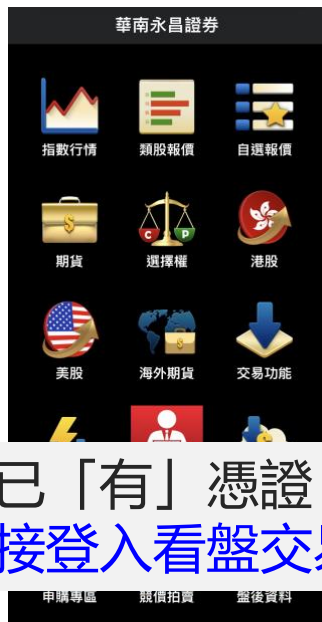 華南永昌證券
指數行情 類股報價 自選報價
C P
期貨 選擇權 港股
美股 海外期貨 交易功能
已「有」憑證
接登入看盤交易
申購專區 競價拍賣 盤後資料